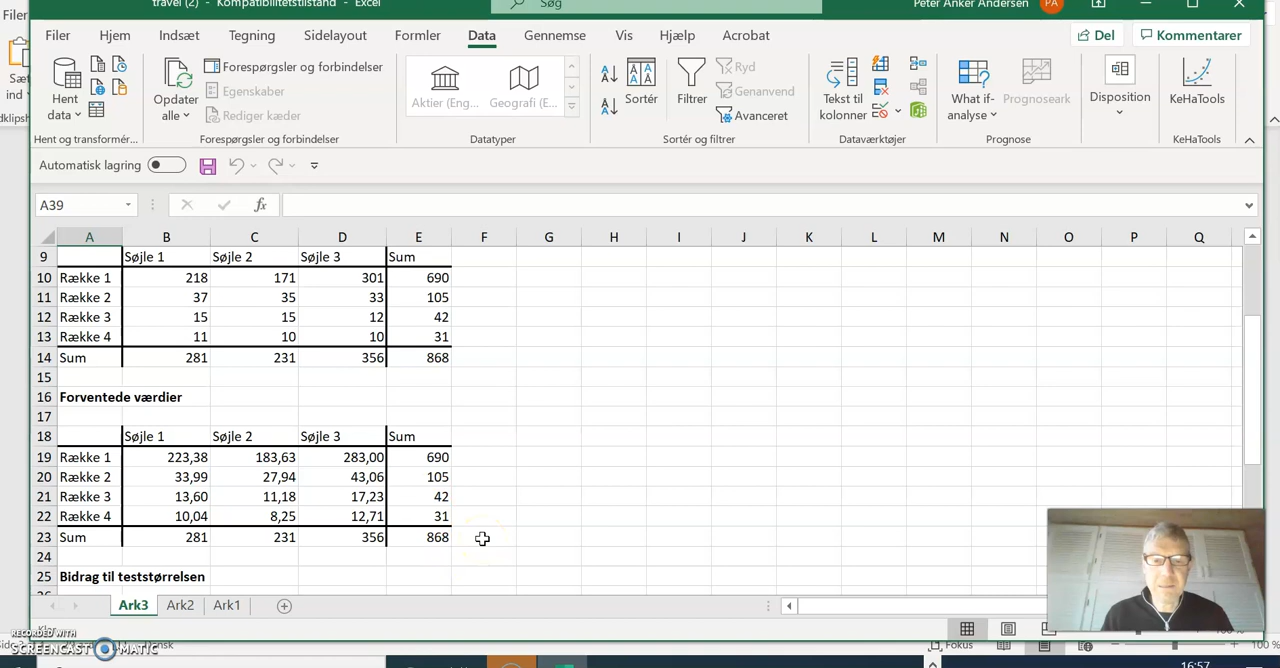 travel (2) - Kompatibilitetstilstand - Excel
Søg
Peter Anker Andersen
PA
Filer
Filer Hjem Indsæt Tegning Sidelayout Formler Data Gennemse Vis Hjælp Acrobat
Del
Kommentarer
Sæt
ind
Hent
data
Opdater
alle
Forespørgsler og forbindelser
Egenskaber
Rediger kæder
Aktier (Eng...
Geografi (E...
Sortér
Filtrer
Ryd
Genanvend
Avanceret
Tekst til
kolonner
What if-
analyse
Prognoseark
Disposition
KeHaTools
Hent og transformér,... Forespørgsler og forbindelser Datatyper Sortér og filtrer Dataværktøjer Prognose KeHaTools
dklipsh
Automatisk lagring
A39
fx
A B C D E F G H I J K L M N O P Q
9 Søjle 1 Søjle 2 Søjle 3 Sum
10 Række 1 218 171 301 690
11 Række 2 37 35 33 105
12 Række 3 15 15 12 42
13 Række 4 11 10 10 31
14 Sum 281 231 356 868
15
16 Forventede værdier
17
18 Søjle 1 Søjle 2 Søjle 3 Sum
19 Række 1 223,38 183,63 283,00 690
20 Række 2 33,99 27,94 43,06 105
21 Række 3 13,60 11,18 17,23 42
22 Række 4 10,04 8,25 12,71 31
23 Sum 281 231 356 868
24
25 Bidrag til teststørrelsen
Ark3 Ark2 Ark1
RECORDED WITH
SCREENCAST MATIC
Fokus
100 %
16:57